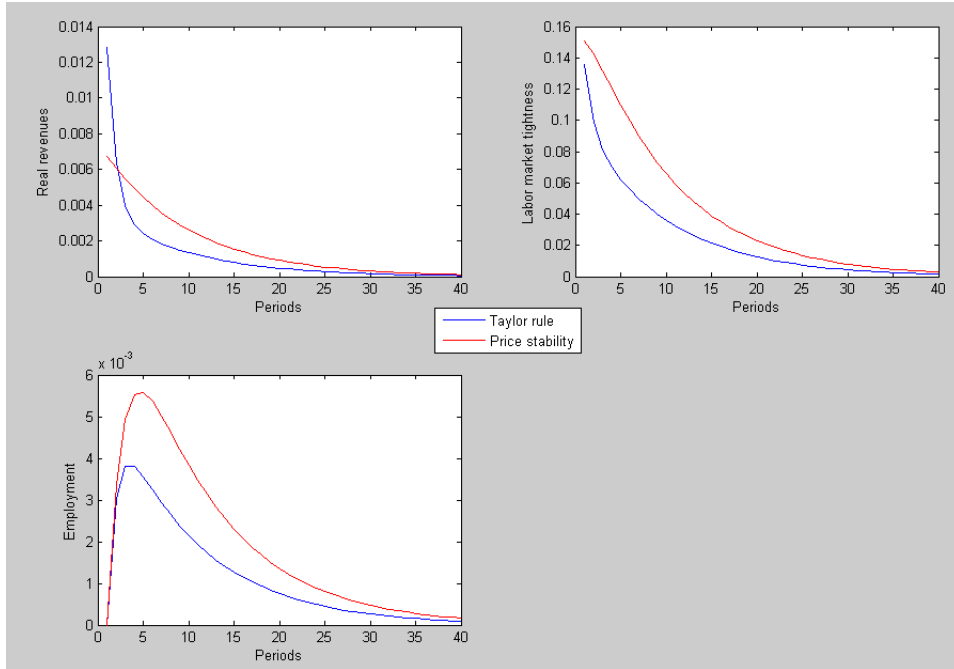 0.014
0.012
0.01
0.008
0.006
0.004
0.002
0
Real revenues
0 5 10 15 20 25 30 35 40
Periods
0.16
0.14
0.12
0.1
0.08
0.06
0.04
0.02
0
Labor market tightness
0 5 10 15 20 25 30 35 40
Periods
Taylor rule
Price stability
x 10^-3
6
5
4
3
2
1
0
Employment
0 5 10 15 20 25 30 35 40
Periods